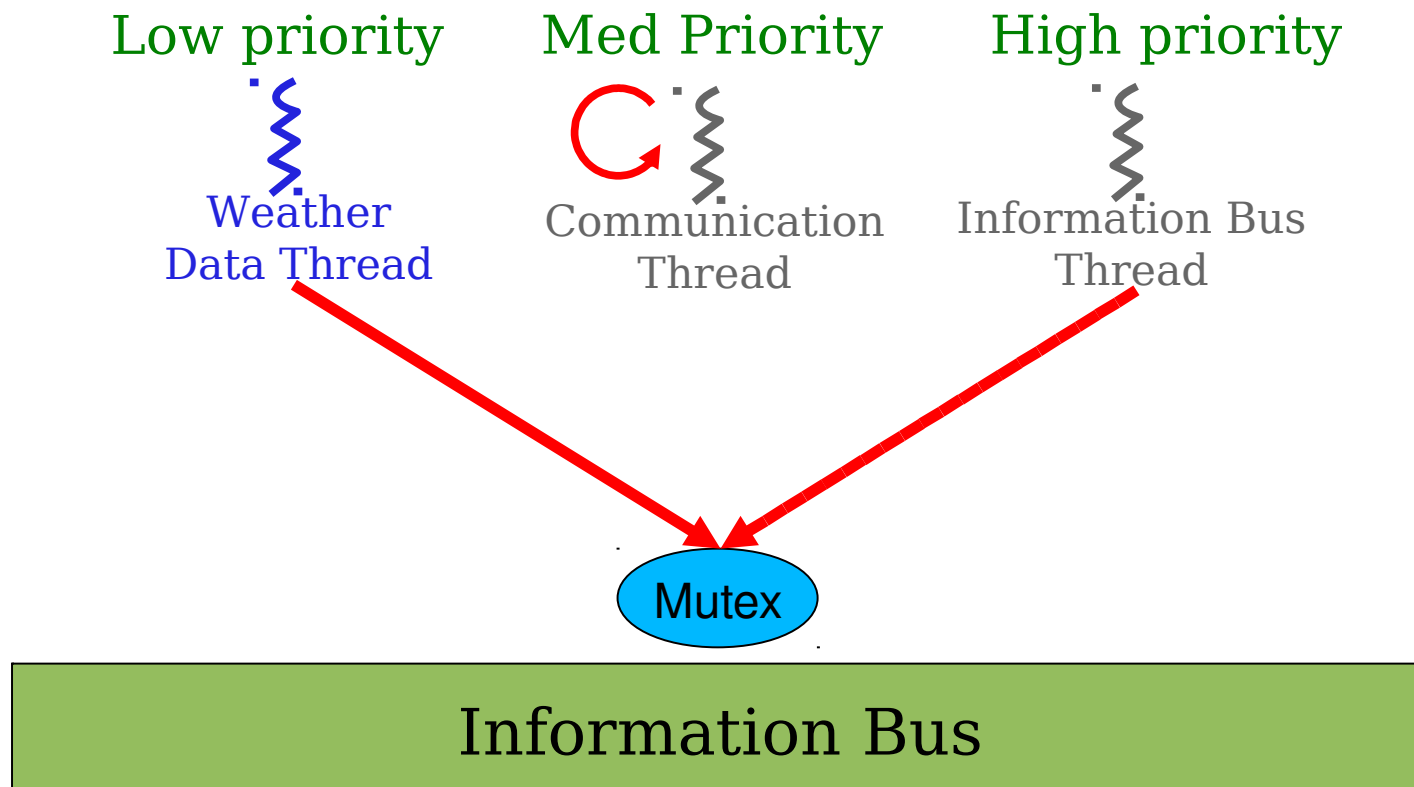 Low priority
Med Priority
High priority
Weather
Data Thread
Communication
Thread
Information Bus
Thread
Mutex
Information Bus